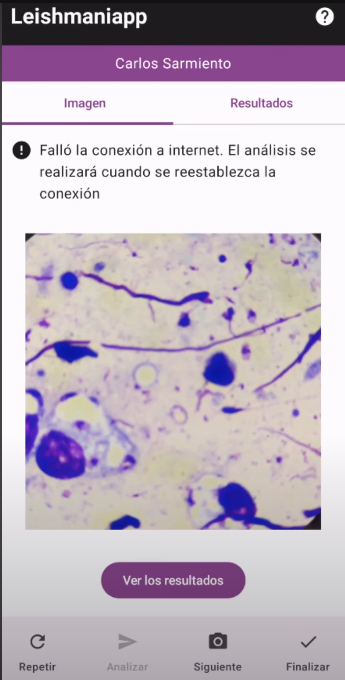 Leishmaniapp
Carlos Sarmiento
Imagen
Resultados
Falló la conexión a internet. El análisis se
realizará cuando se reestablezca la
conexión
Ver los resultados
Repetir
Analizar
Siguiente
Finalizar